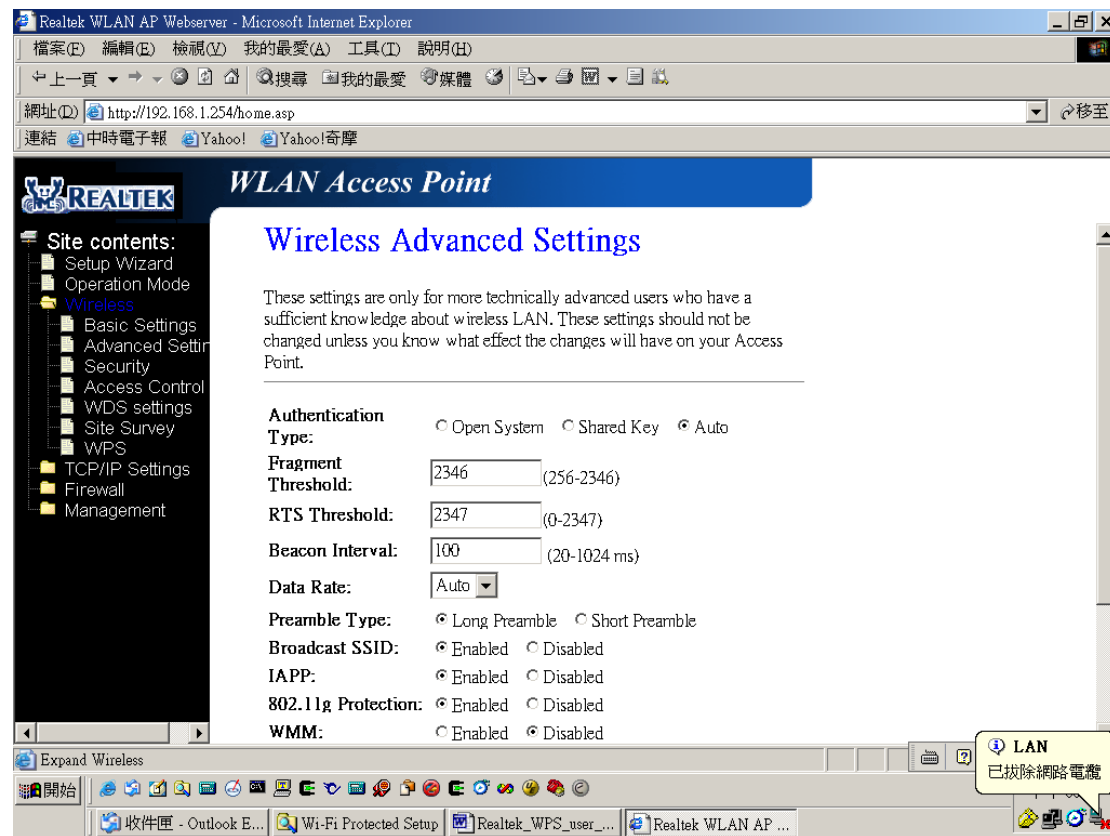 Realtek WLAN AP Webserver - Microsoft Internet Explorer
檔案(F) 編輯(E) 檢視(V) 我的最愛(A) 工具(T) 說明(H)
上一頁 搜尋 我的最愛 媒體
網址(D) http://192.168.1.254/home.asp 移至
連結 中時電子報 Yahoo! Yahoo!奇摩
REALTEK
WLAN Access Point
Site contents:
Setup Wizard
Operation Mode
Wireless
Basic Settings
Advanced Settin
Security
Access Control
WDS settings
Site Survey
WPS
TCP/IP Settings
Firewall
Management
Wireless Advanced Settings
These settings are only for more technically advanced users who have a
sufficient knowledge about wireless LAN. These settings should not be
changed unless you know what effect the changes will have on your Access
Point.
Authentication
Type: Open System Shared Key Auto
Fragment
Threshold: 2346 (256-2346)
RTS Threshold: 2347 (0-2347)
Beacon Interval: 100 (20-1024 ms)
Data Rate: Auto
Preamble Type: Long Preamble Short Preamble
Broadcast SSID: Enabled Disabled
IAPP: Enabled Disabled
802.11g Protection: Enabled Disabled
WMM: Enabled Disabled
Expand Wireless
LAN
已拔除網路電纜
開始
收件匣 - Outlook E... Wi-Fi Protected Setup Realtek_WPS_user_... Realtek WLAN AP ...